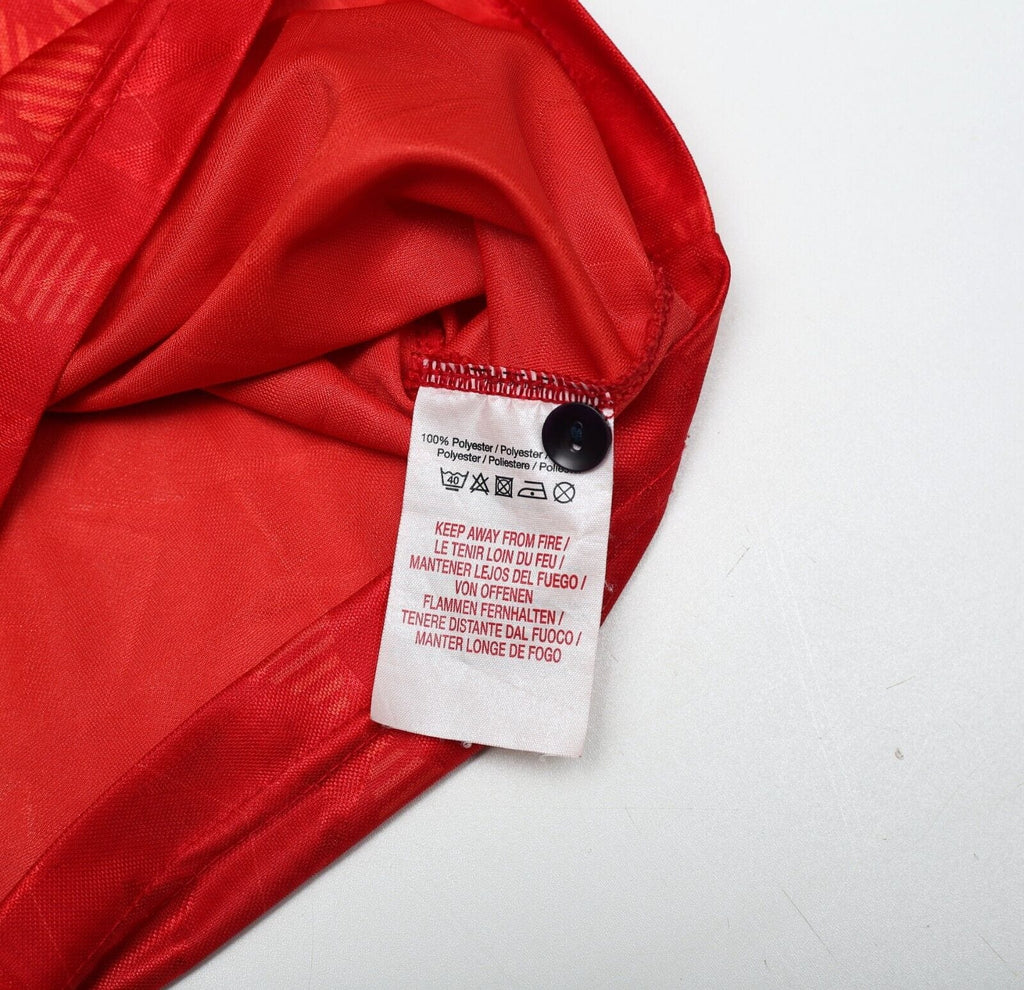 100% Polyester / Polyester /
Polyester / Poliestere /
40
KEEP AWAY FROM FIRE /
LE TENIR LOIN DU FEU /
MANTENER LEJOS DEL FUEGO /
VON OFFENEN
FLAMMEN FERNHALTEN /
TENERE DISTANTE DAL FUOCO /
MANTER LONGE DE FOGO